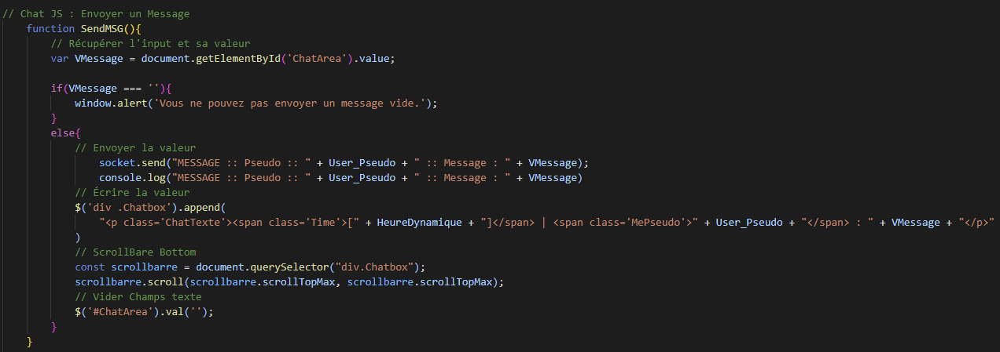 // Chat JS : Envoyer un Message
function SendMSG(){
// Récupérer l'input et sa valeur
var VMessage = document.getElementById('ChatArea').value;
if(VMessage === ''){
window.alert('Vous ne pouvez pas envoyer un message vide.');
}
else{
// Envoyer la valeur
socket.send("MESSAGE :: Pseudo :: " + User_Pseudo + " :: Message : " + VMessage);
console.log("MESSAGE :: Pseudo :: " + User_Pseudo + " :: Message : " + VMessage)
// Écrire la valeur
$('div .Chatbox').append(
"<p class='ChatTexte'><span class='Time'>[" + HeureDynamique + "]</span> | <span class='MePseudo'>" + User_Pseudo + "</span> : " + VMessage + "</p>"
)
// ScrollBare Bottom
const scrollbarre = document.querySelector("div.Chatbox");
scrollbarre.scroll(scrollbarre.scrollTopMax, scrollbarre.scrollTopMax);
// Vider Champs texte
$('#ChatArea').val('');
}
}